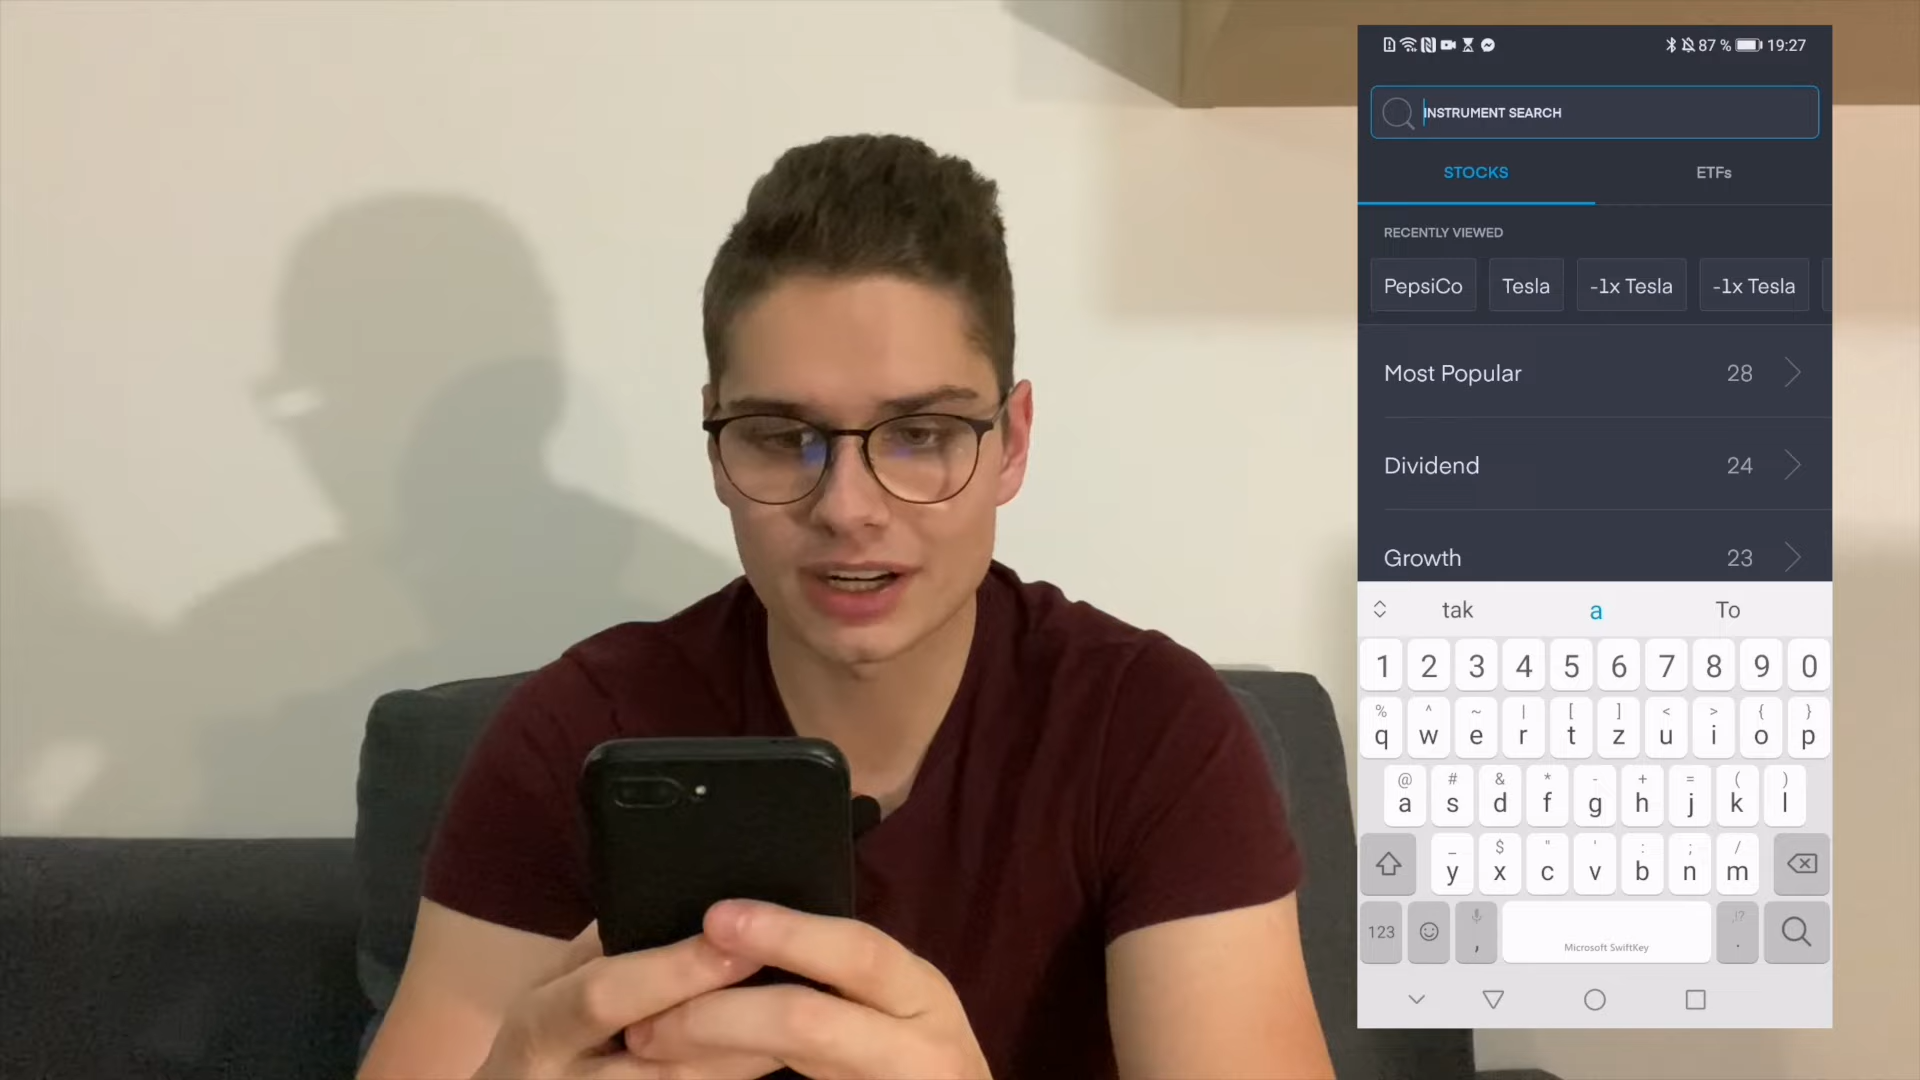 87 % 19:27
INSTRUMENT SEARCH
STOCKS ETFs
RECENTLY VIEWED
PepsiCo Tesla -1x Tesla -1x Tesla
Most Popular 28
Dividend 24
Growth 23
tak a To
1 2 3 4 5 6 7 8 9 0
% ^ ~ | [ ] < > { }
q w e r t z u i o p
@ # & * - + = ( )
a s d f g h j k l
_ $ " ' : ; /
y x c v b n m
,!?
123 , .
Microsoft SwiftKey